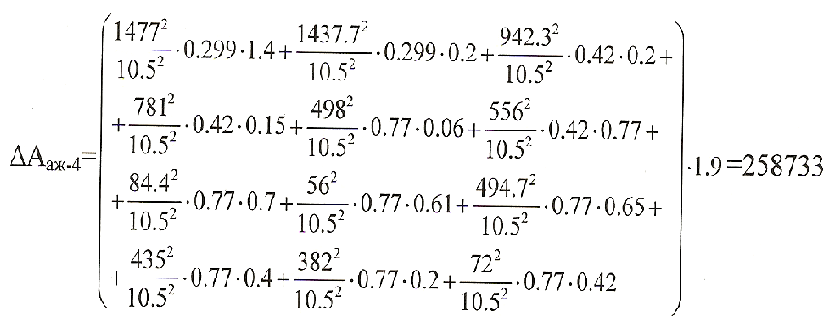 ΔA_аж-4 = ( 1477²/10.5² · 0.299 · 1.4 + 1437.7²/10.5² · 0.299 · 0.2 + 942.3²/10.5² · 0.42 · 0.2 +
+ 781²/10.5² · 0.42 · 0.15 + 498²/10.5² · 0.77 · 0.06 + 556²/10.5² · 0.42 · 0.77 +
+ 84.4²/10.5² · 0.77 · 0.7 + 56²/10.5² · 0.77 · 0.61 + 494.7²/10.5² · 0.77 · 0.65 +
+ 435²/10.5² · 0.77 · 0.4 + 382²/10.5² · 0.77 · 0.2 + 72²/10.5² · 0.77 · 0.42 ) · 1.9 = 258733